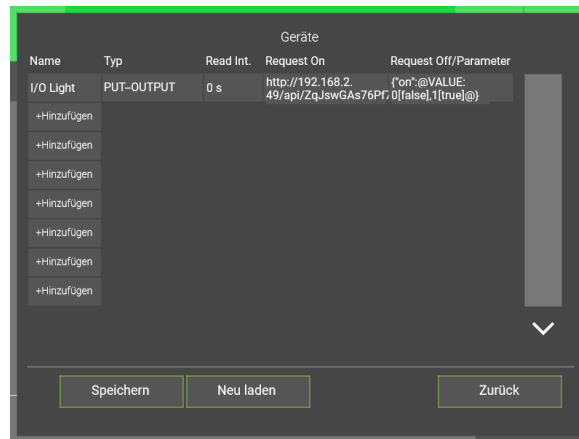 Geräte
Name Typ Read Int. Request On Request Off/Parameter
I/O Light PUT–OUTPUT 0 s http://192.168.2. {"on":@VALUE:
49/api/ZqJswGAs76Pf7 0[false],1[true]@}
+Hinzufügen
+Hinzufügen
+Hinzufügen
+Hinzufügen
+Hinzufügen
+Hinzufügen
+Hinzufügen
Speichern Neu laden Zurück